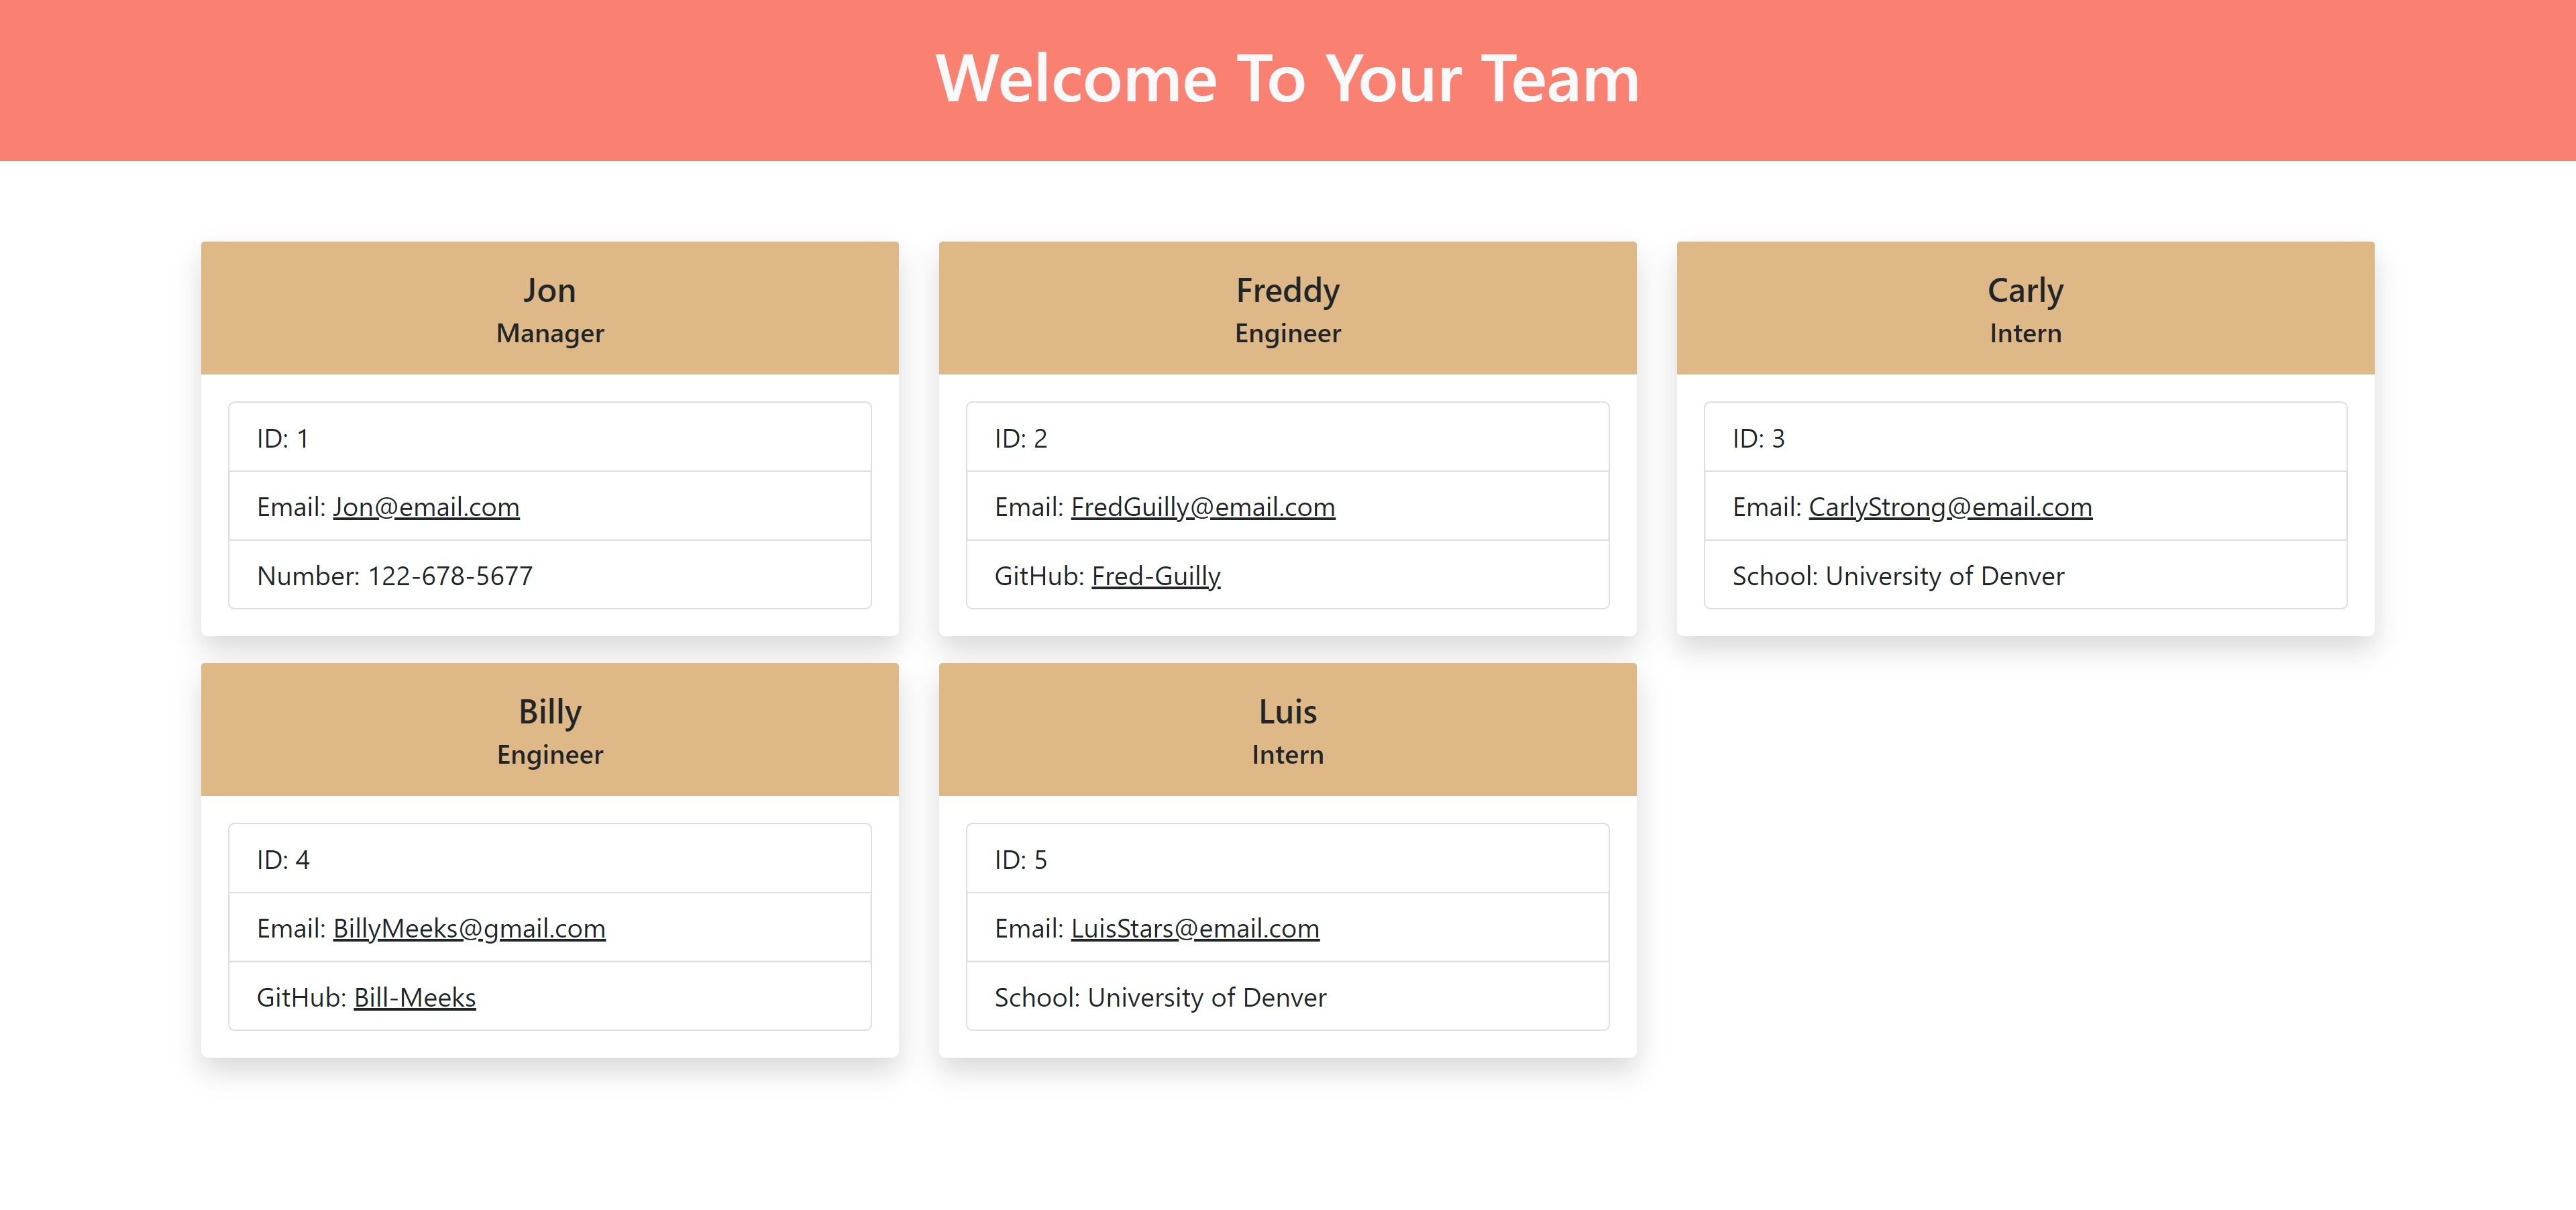 Welcome To Your Team
Jon
Manager
ID: 1
Email: Jon@email.com
Number: 122-678-5677
Freddy
Engineer
ID: 2
Email: FredGuilly@email.com
GitHub: Fred-Guilly
Carly
Intern
ID: 3
Email: CarlyStrong@email.com
School: University of Denver
Billy
Engineer
ID: 4
Email: BillyMeeks@gmail.com
GitHub: Bill-Meeks
Luis
Intern
ID: 5
Email: LuisStars@email.com
School: University of Denver